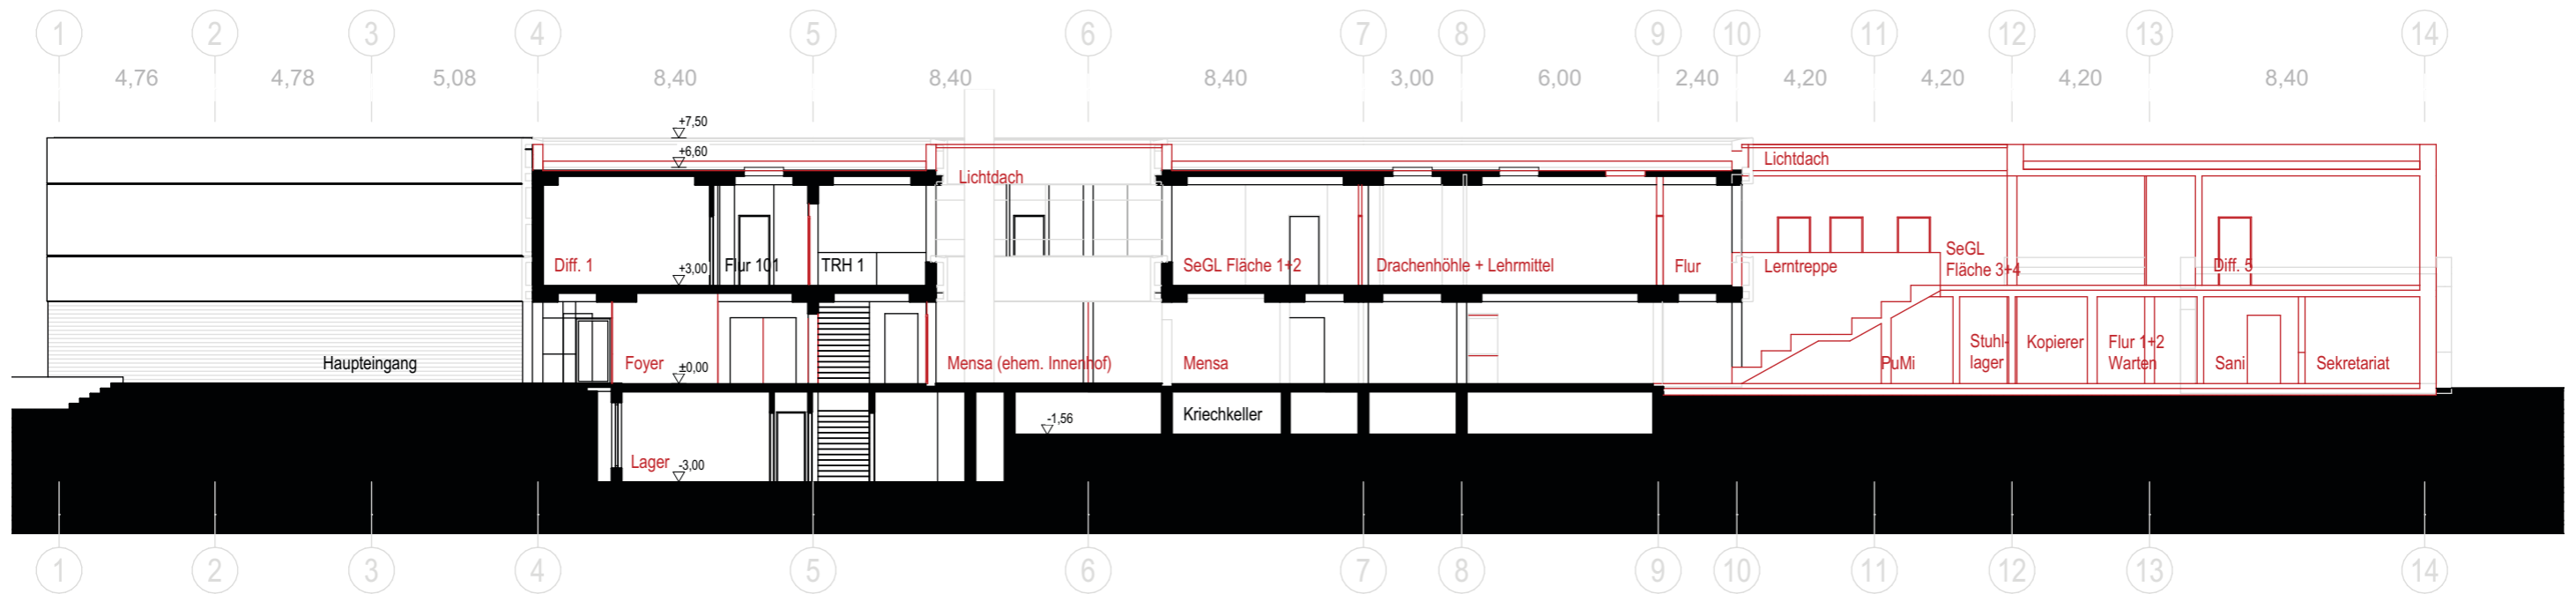 1 2 3 4 5 6 7 8 9 10 11 12 13 14
4,76 4,78 5,08 8,40 8,40 8,40 3,00 6,00 2,40 4,20 4,20 4,20 8,40
+7,50
+6,60
Lichtdach
Lichtdach
Diff. 1
+3,00
Flur 101
TRH 1
SeGL Fläche 1+2
Drachenhöhle + Lehrmittel
Flur
Lerntreppe
SeGL
Fläche 3+4
Diff. 5
Haupteingang
Foyer
±0,00
Mensa (ehem. Innenhof)
Mensa
PuMi
Stuhl-
lager
Kopierer
Flur 1+2
Warten
Sani
Sekretariat
-1,56
Kriechkeller
Lager
-3,00
1 2 3 4 5 6 7 8 9 10 11 12 13 14